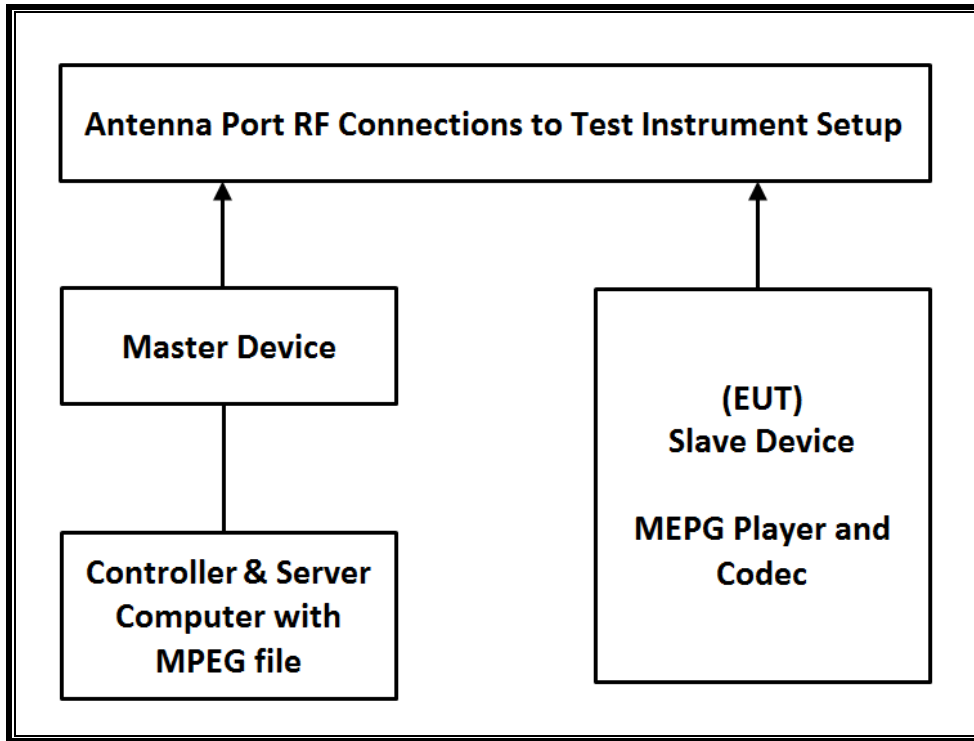 Antenna Port RF Connections to Test Instrument Setup
Master Device
(EUT)
Slave Device
MEPG Player and
Codec
Controller & Server
Computer with
MPEG file